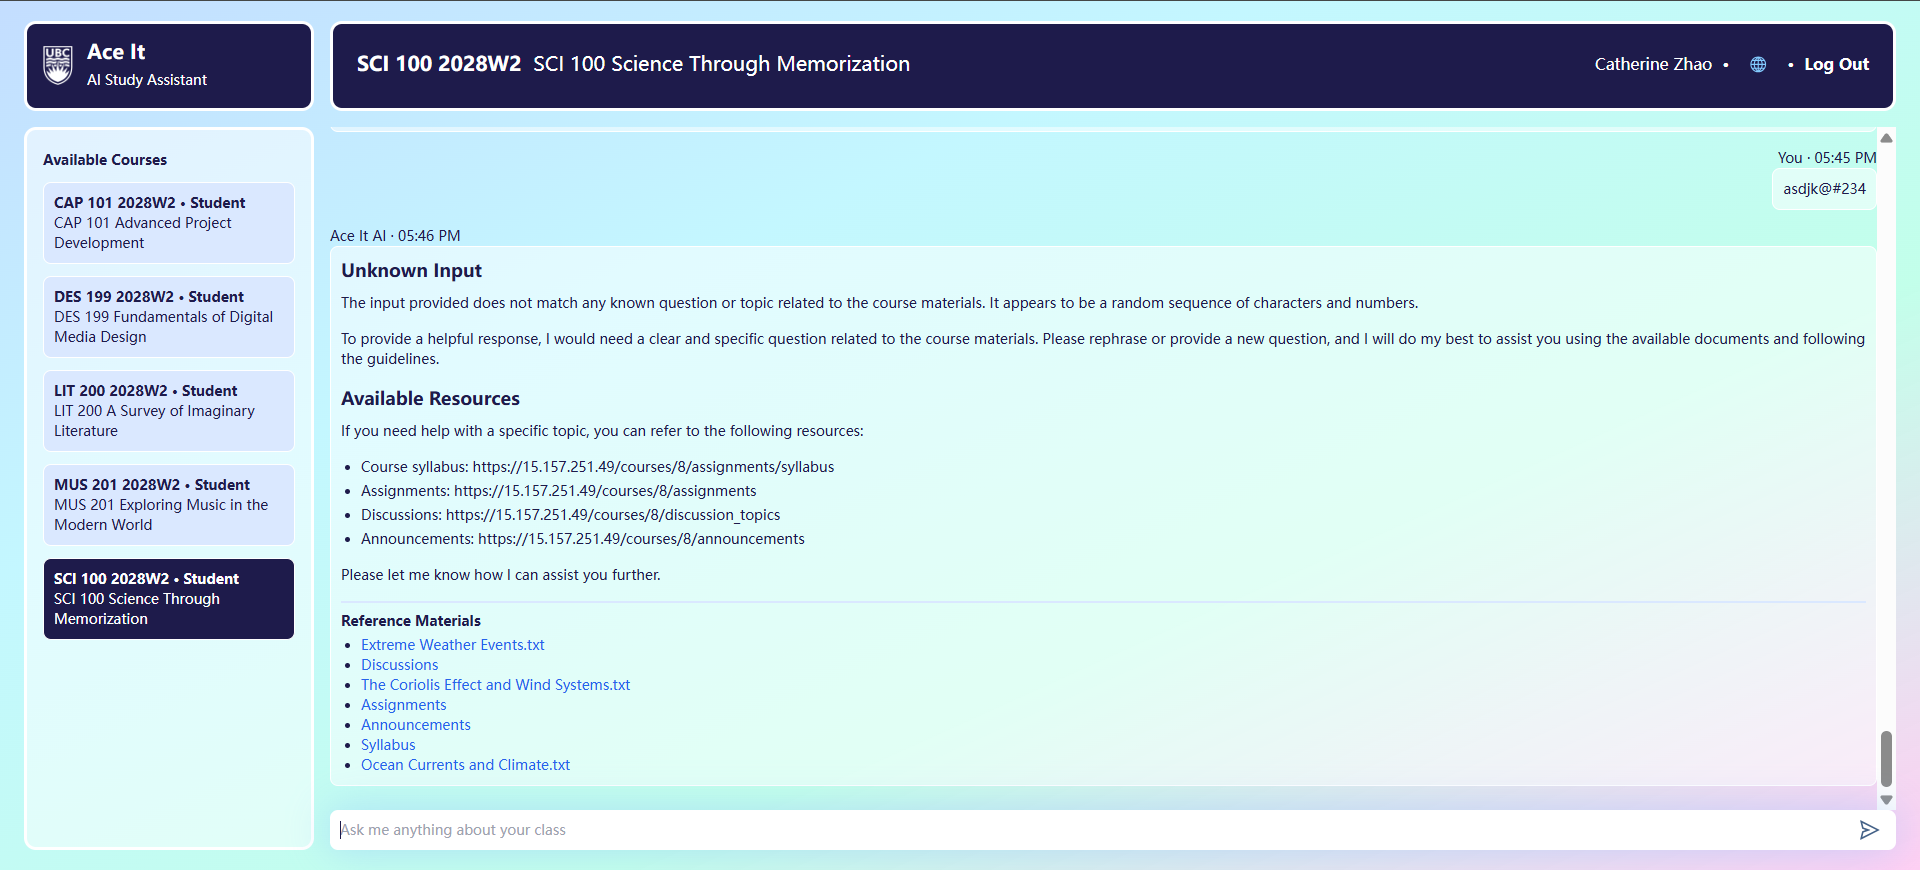 UBC
Ace It
AI Study Assistant
SCI 100 2028W2 SCI 100 Science Through Memorization
Catherine Zhao • • Log Out
Available Courses
CAP 101 2028W2 • Student
CAP 101 Advanced Project
Development
DES 199 2028W2 • Student
DES 199 Fundamentals of Digital
Media Design
LIT 200 2028W2 • Student
LIT 200 A Survey of Imaginary
Literature
MUS 201 2028W2 • Student
MUS 201 Exploring Music in the
Modern World
SCI 100 2028W2 • Student
SCI 100 Science Through
Memorization
You · 05:45 PM
asdjk@#234
Ace It AI · 05:46 PM
Unknown Input
The input provided does not match any known question or topic related to the course materials. It appears to be a random sequence of characters and numbers.
To provide a helpful response, I would need a clear and specific question related to the course materials. Please rephrase or provide a new question, and I will do my best to assist you using the available documents and following
the guidelines.
Available Resources
If you need help with a specific topic, you can refer to the following resources:
• Course syllabus: https://15.157.251.49/courses/8/assignments/syllabus
• Assignments: https://15.157.251.49/courses/8/assignments
• Discussions: https://15.157.251.49/courses/8/discussion_topics
• Announcements: https://15.157.251.49/courses/8/announcements
Please let me know how I can assist you further.
Reference Materials
• Extreme Weather Events.txt
• Discussions
• The Coriolis Effect and Wind Systems.txt
• Assignments
• Announcements
• Syllabus
• Ocean Currents and Climate.txt
Ask me anything about your class